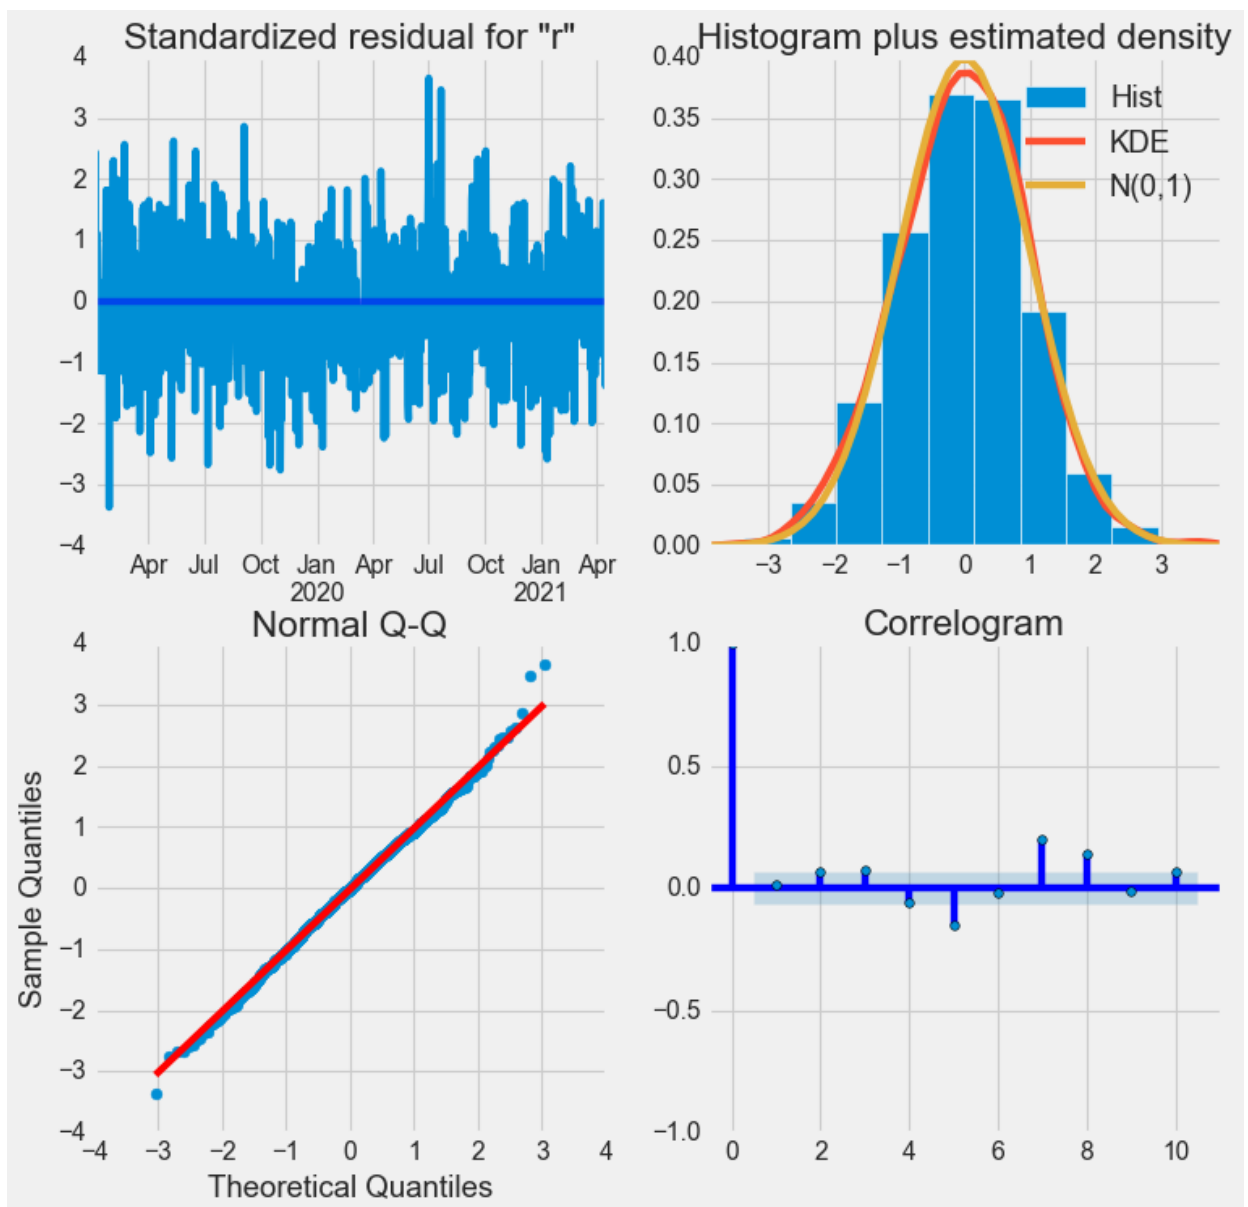 Standardized residual for "r"
4
3
2
1
0
−1
−2
−3
−4
Apr Jul Oct Jan Apr Jul Oct Jan Apr
2020 2021
Histogram plus estimated density
0.40
0.35
0.30
0.25
0.20
0.15
0.10
0.05
0.00
Hist
KDE
N(0,1)
−3 −2 −1 0 1 2 3
Normal Q-Q
4
3
2
1
0
−1
−2
−3
−4
Sample Quantiles
−4 −3 −2 −1 0 1 2 3 4
Theoretical Quantiles
Correlogram
1.0
0.5
0.0
−0.5
−1.0
0 2 4 6 8 10